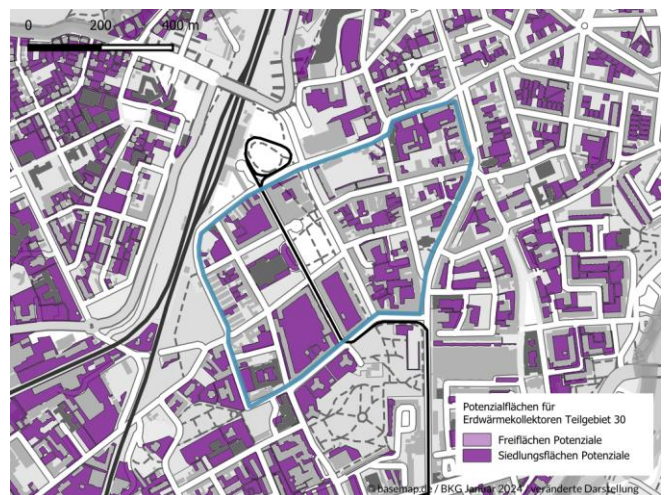 0 200 400 m
Potenzialflächen für
Erdwärmekollektoren Teilgebiet 30
Freiflächen Potenziale
Siedlungsflächen Potenziale
© basemap.de / BKG Januar 2024 / veränderte Darstellung